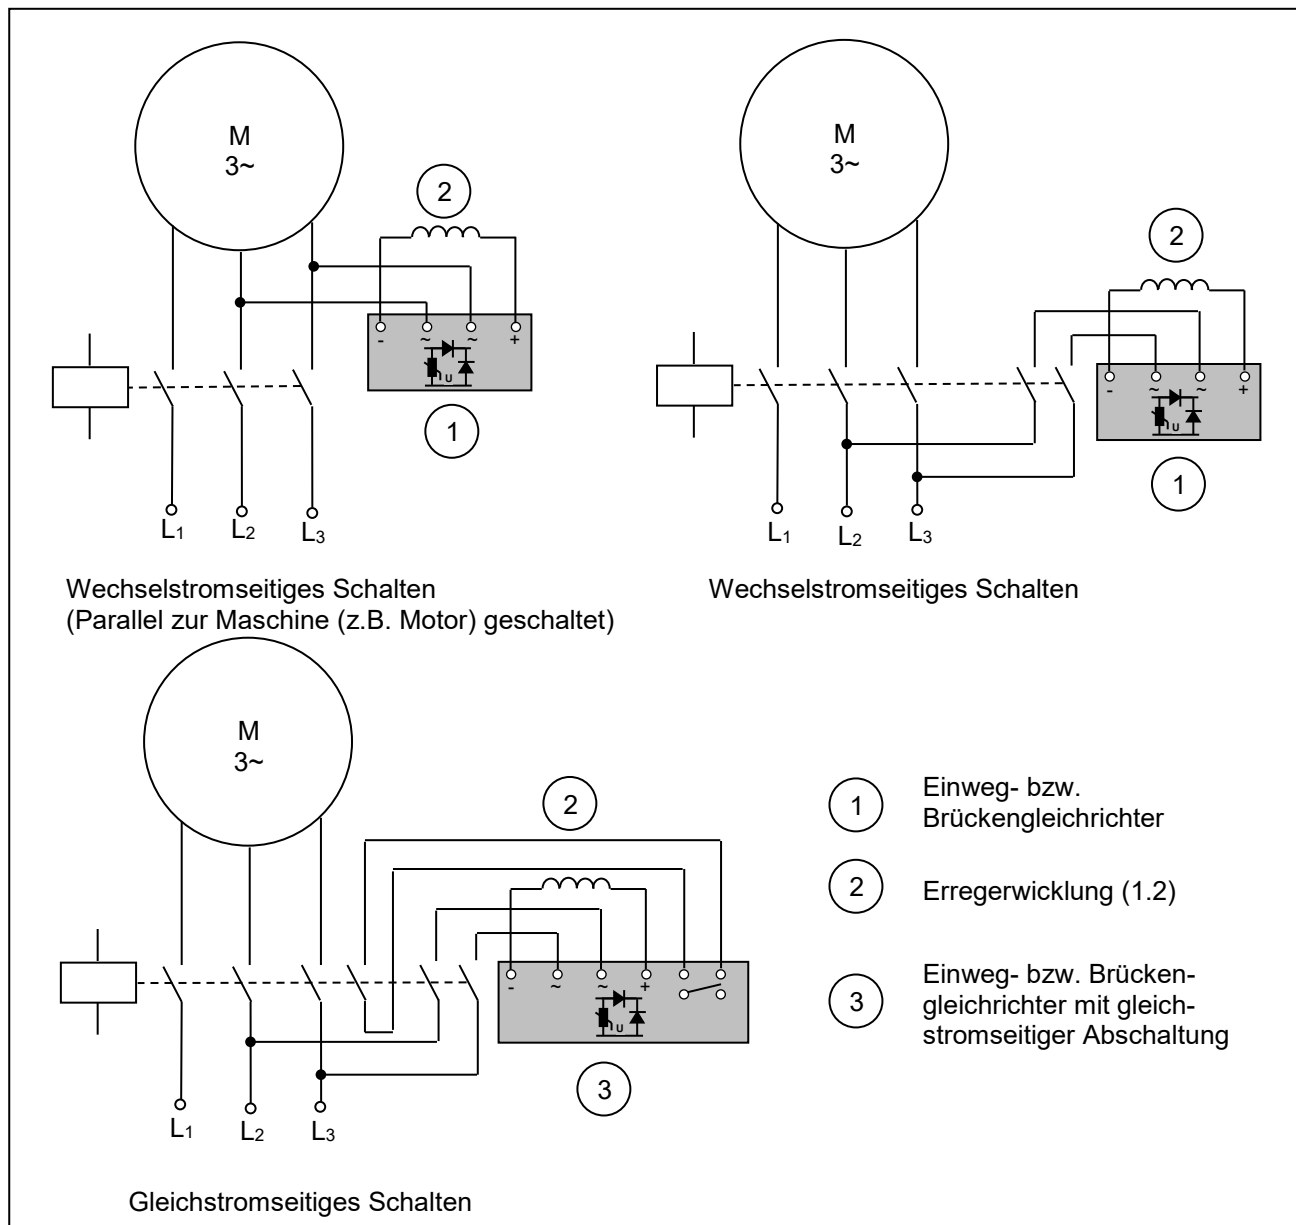 M
3~
2
- ~ ~ +
U
1
L1 L2 L3
Wechselstromseitiges Schalten
(Parallel zur Maschine (z.B. Motor) geschaltet)
M
3~
2
- ~ ~ +
U
1
L1 L2 L3
Wechselstromseitiges Schalten
M
3~
2
- ~ ~ +
U
3
L1 L2 L3
Gleichstromseitiges Schalten
1
Einweg- bzw.
Brückengleichrichter
2
Erregerwicklung (1.2)
3
Einweg- bzw. Brücken-
gleichrichter mit gleich-
stromseitiger Abschaltung